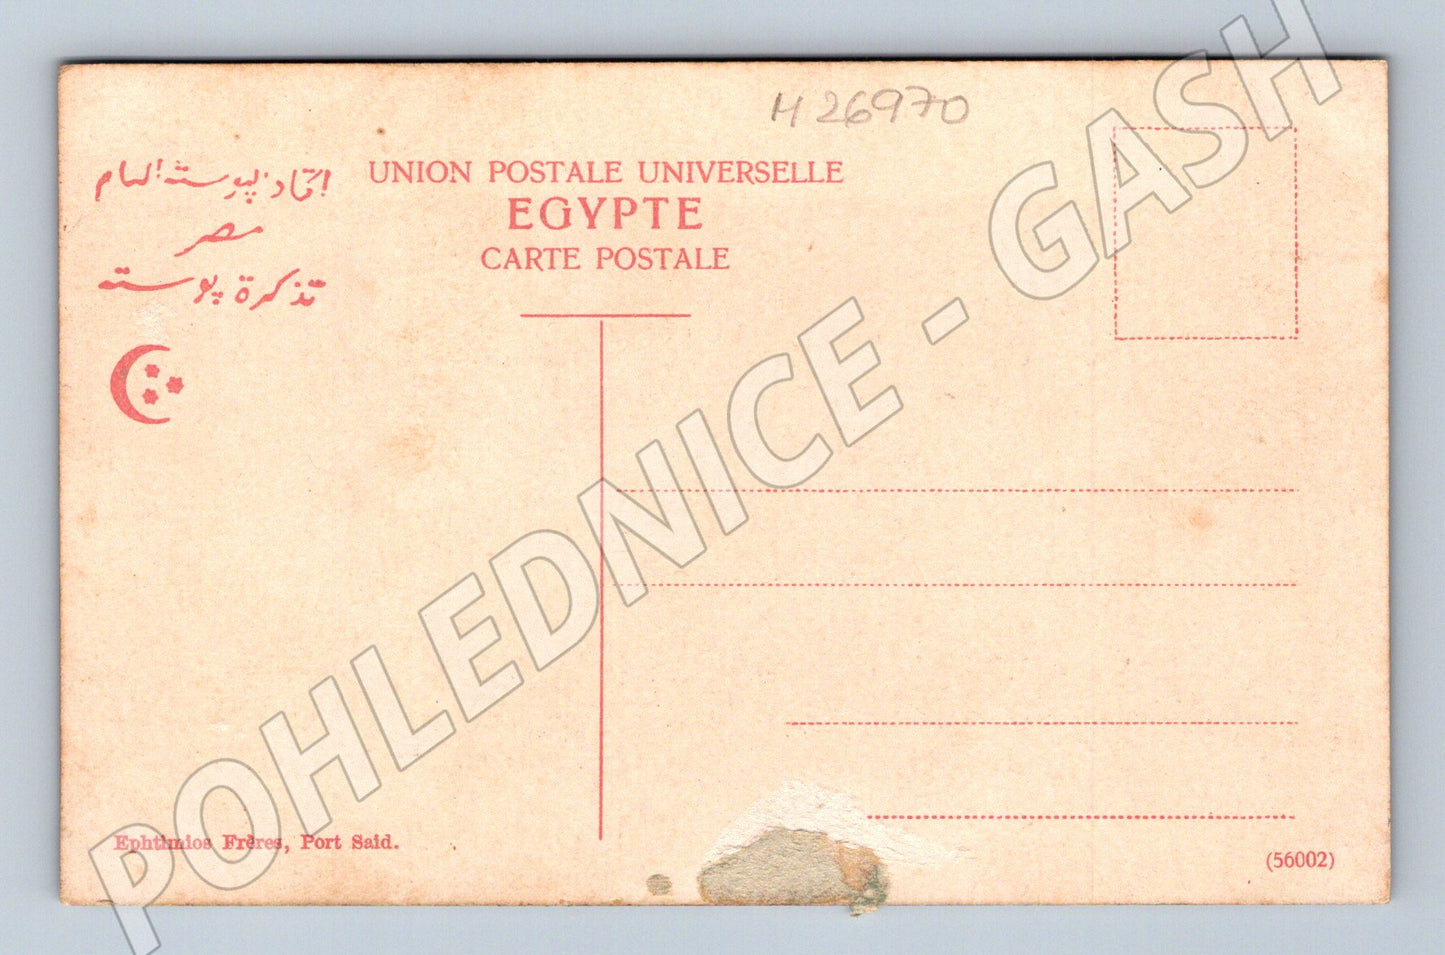 H 26970
UNION POSTALE UNIVERSELLE
EGYPTE
CARTE POSTALE
اتحاد پوسته العام
مصر
تذكرة پوسته
Ephtimios Frères, Port Said.
(56002)
POHLEDNICE - GASH